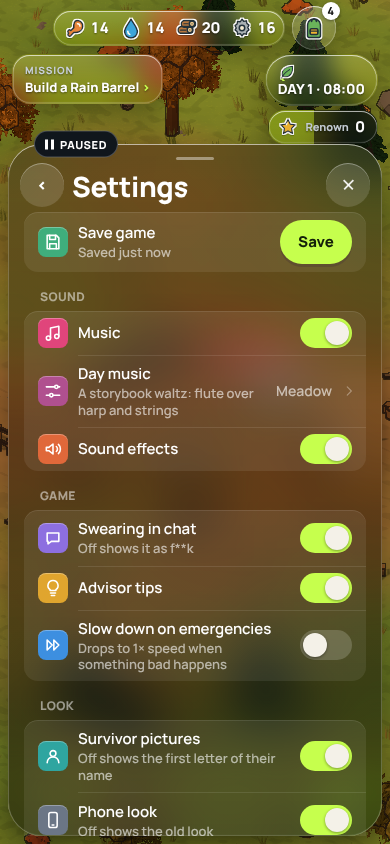 14 14 20 16 4
MISSION
Build a Rain Barrel ›
DAY 1 · 08:00
Renown 0
PAUSED
Settings
Save game
Saved just now
Save
SOUND
Music
Day music
A storybook waltz: flute over
harp and strings
Meadow
Sound effects
GAME
Swearing in chat
Off shows it as f**k
Advisor tips
Slow down on emergencies
Drops to 1× speed when
something bad happens
LOOK
Survivor pictures
Off shows the first letter of their
name
Phone look
Off shows the old look